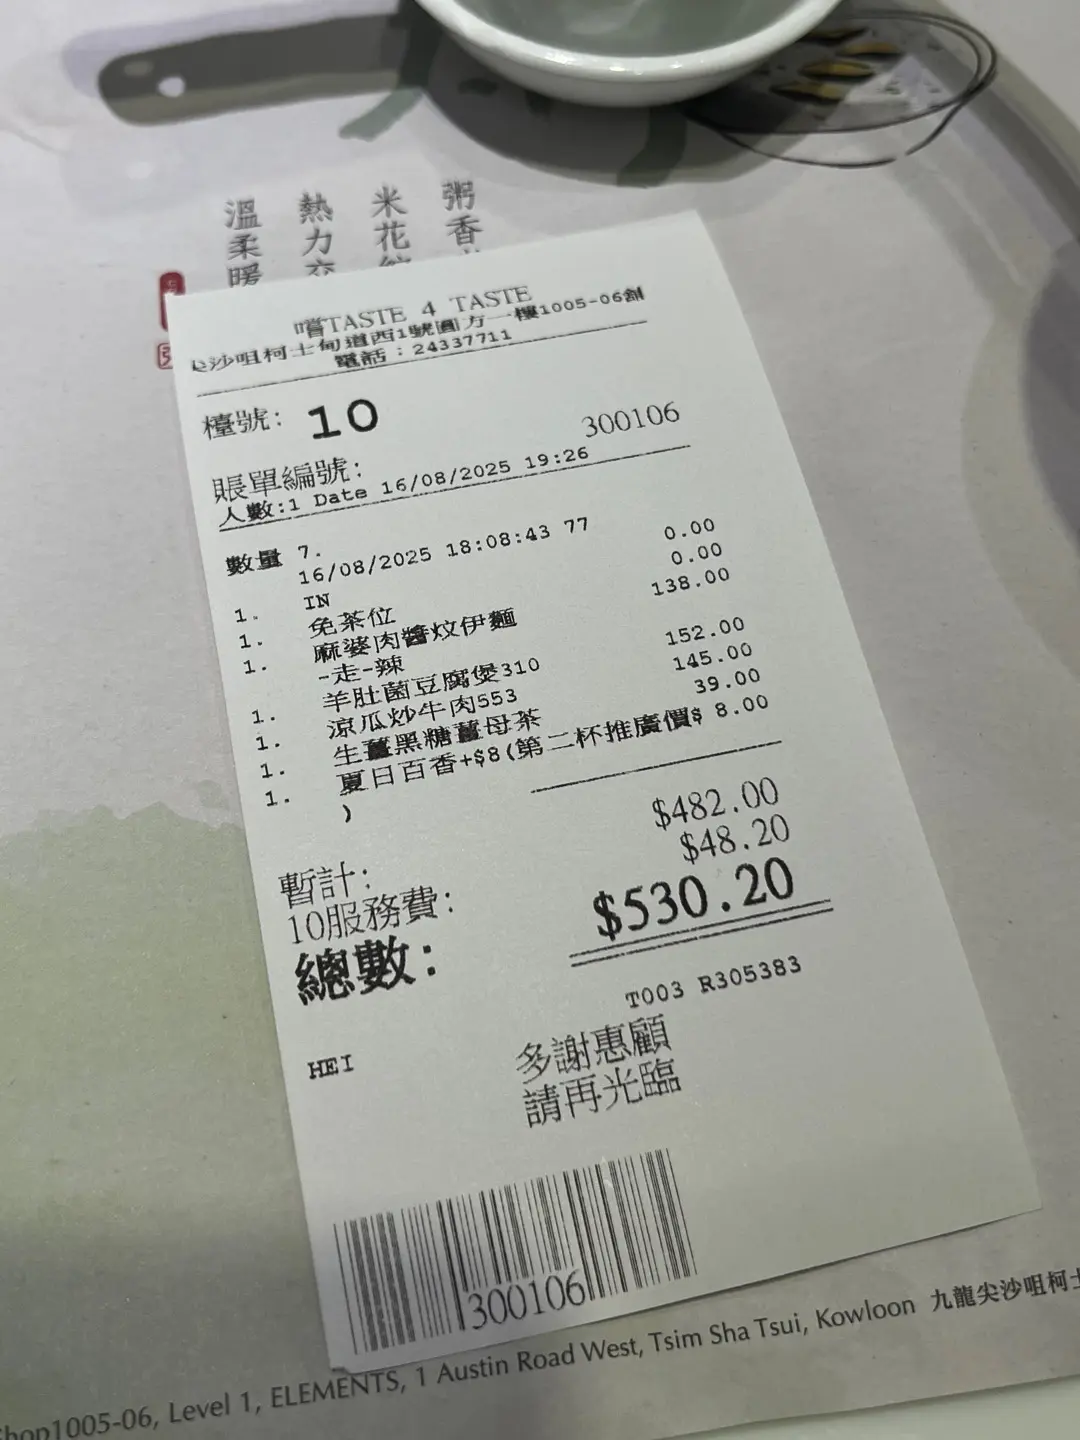 粥香
米花
熱力
溫柔暖
嚐TASTE 4 TASTE
尖沙咀柯士甸道西1號圓方一樓1005-06舖
電話：24337711
檯號： 10
賬單編號： 300106
人數:1 Date 16/08/2025 19:26
數量 7.
16/08/2025 18:08:43 77
1. IN 0.00
1. 免茶位 0.00
1. 麻婆肉醬炆伊麵 138.00
-走-辣
1. 羊肚菌豆腐煲310 152.00
1. 涼瓜炒牛肉553 145.00
1. 生薑黑糖薑母茶 39.00
1. 夏日百香+$8(第二杯推廣價$ 8.00
)
暫計： $482.00
10服務費： $48.20
總數： $530.20
T003 R305383
HEI
多謝惠顧
請再光臨
300106
Shop1005-06, Level 1, ELEMENTS, 1 Austin Road West, Tsim Sha Tsui, Kowloon 九龍尖沙咀柯士